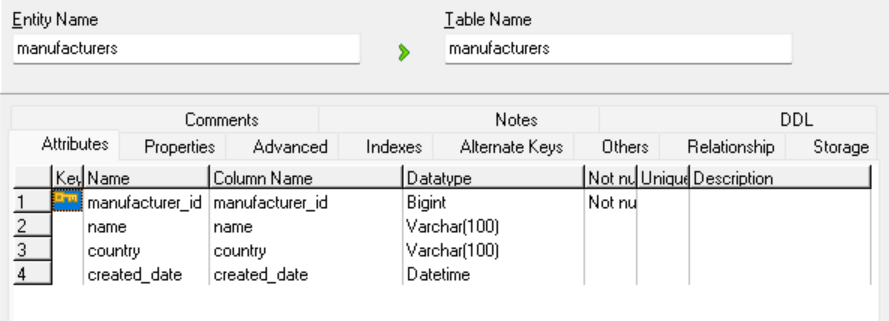 Entity Name Table Name
manufacturers manufacturers
Comments Notes DDL
Attributes Properties Advanced Indexes Alternate Keys Others Relationship Storage
Key Name Column Name Datatype Not nu Unique Description
1 manufacturer_id manufacturer_id Bigint Not nu
2 name name Varchar(100)
3 country country Varchar(100)
4 created_date created_date Datetime